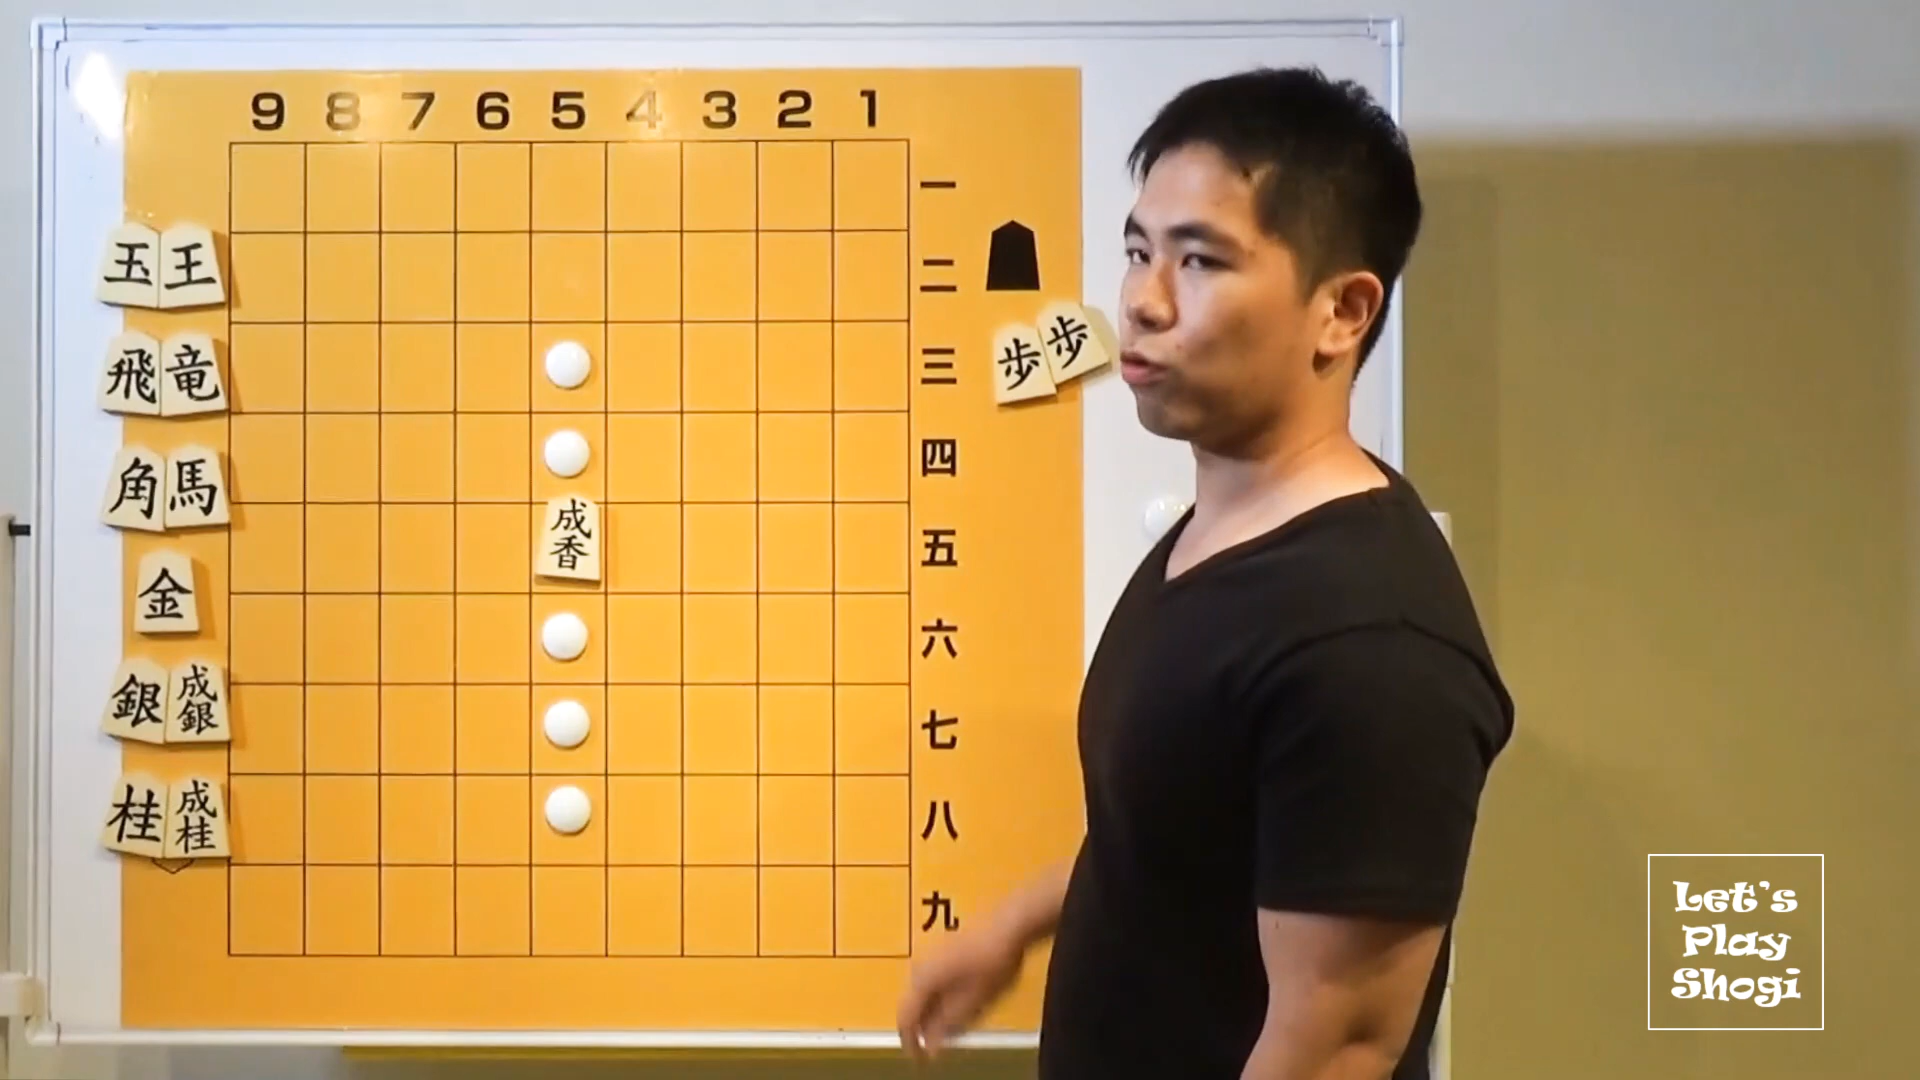 9 8 7 6 5 4 3 2 1
一
二
三
四
五
六
七
八
九
玉 王
飛 竜
角 馬
金
銀 成銀
桂 成桂
成香
歩 歩
Let's
Play
Shogi